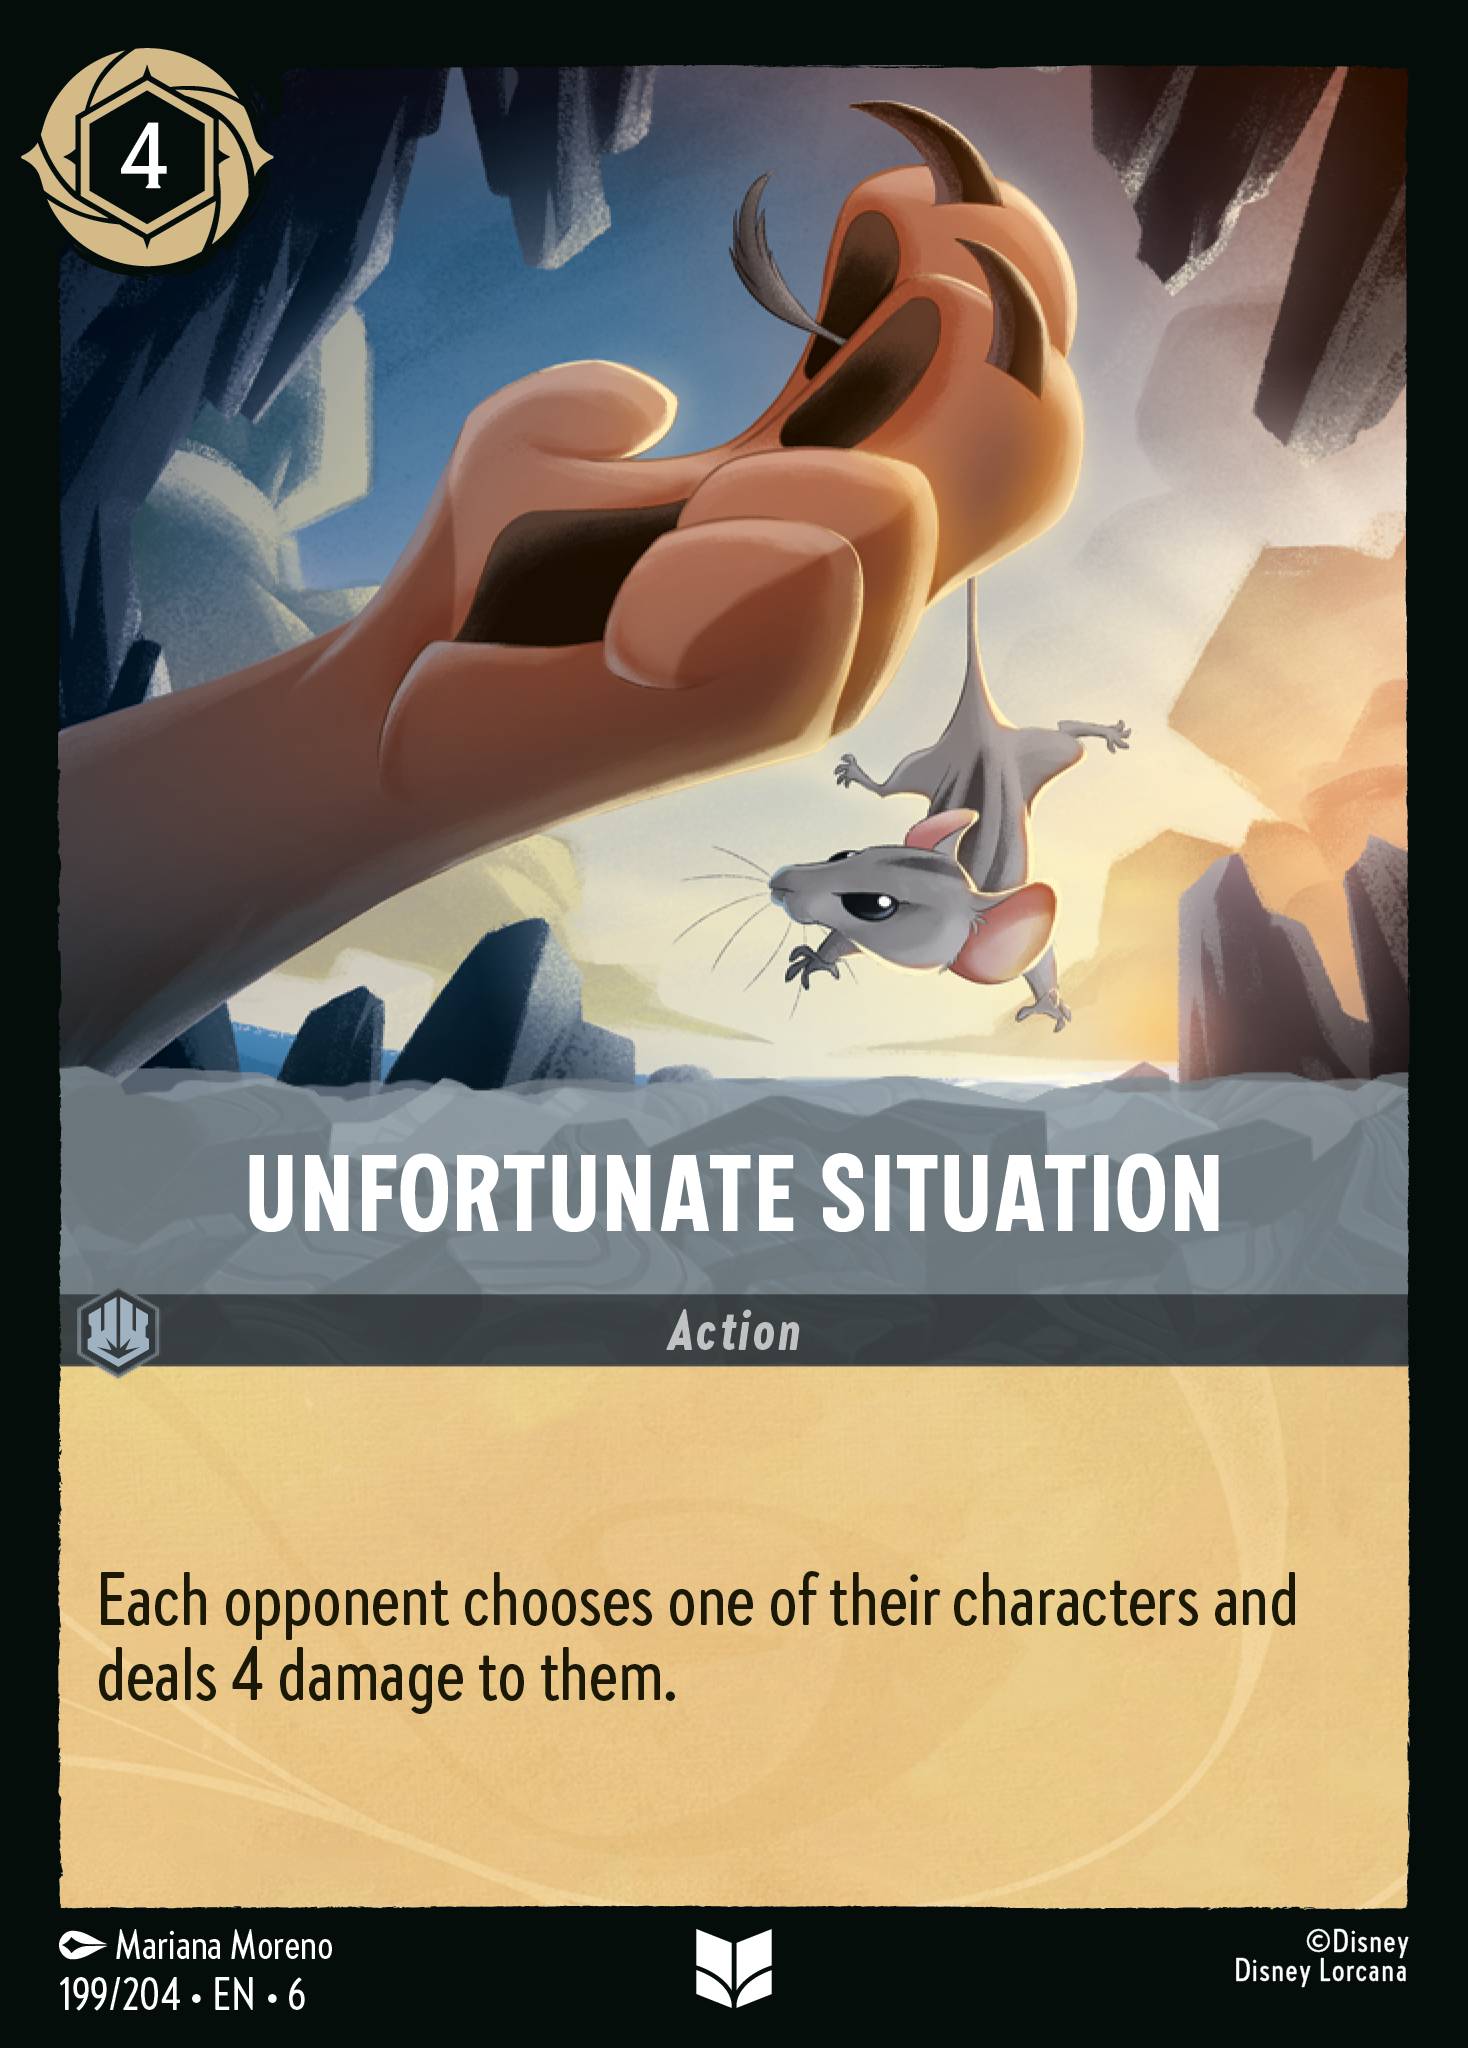 4
UNFORTUNATE SITUATION
Action
Each opponent chooses one of their characters and
deals 4 damage to them.
Mariana Moreno
199/204 • EN • 6
©Disney
Disney Lorcana